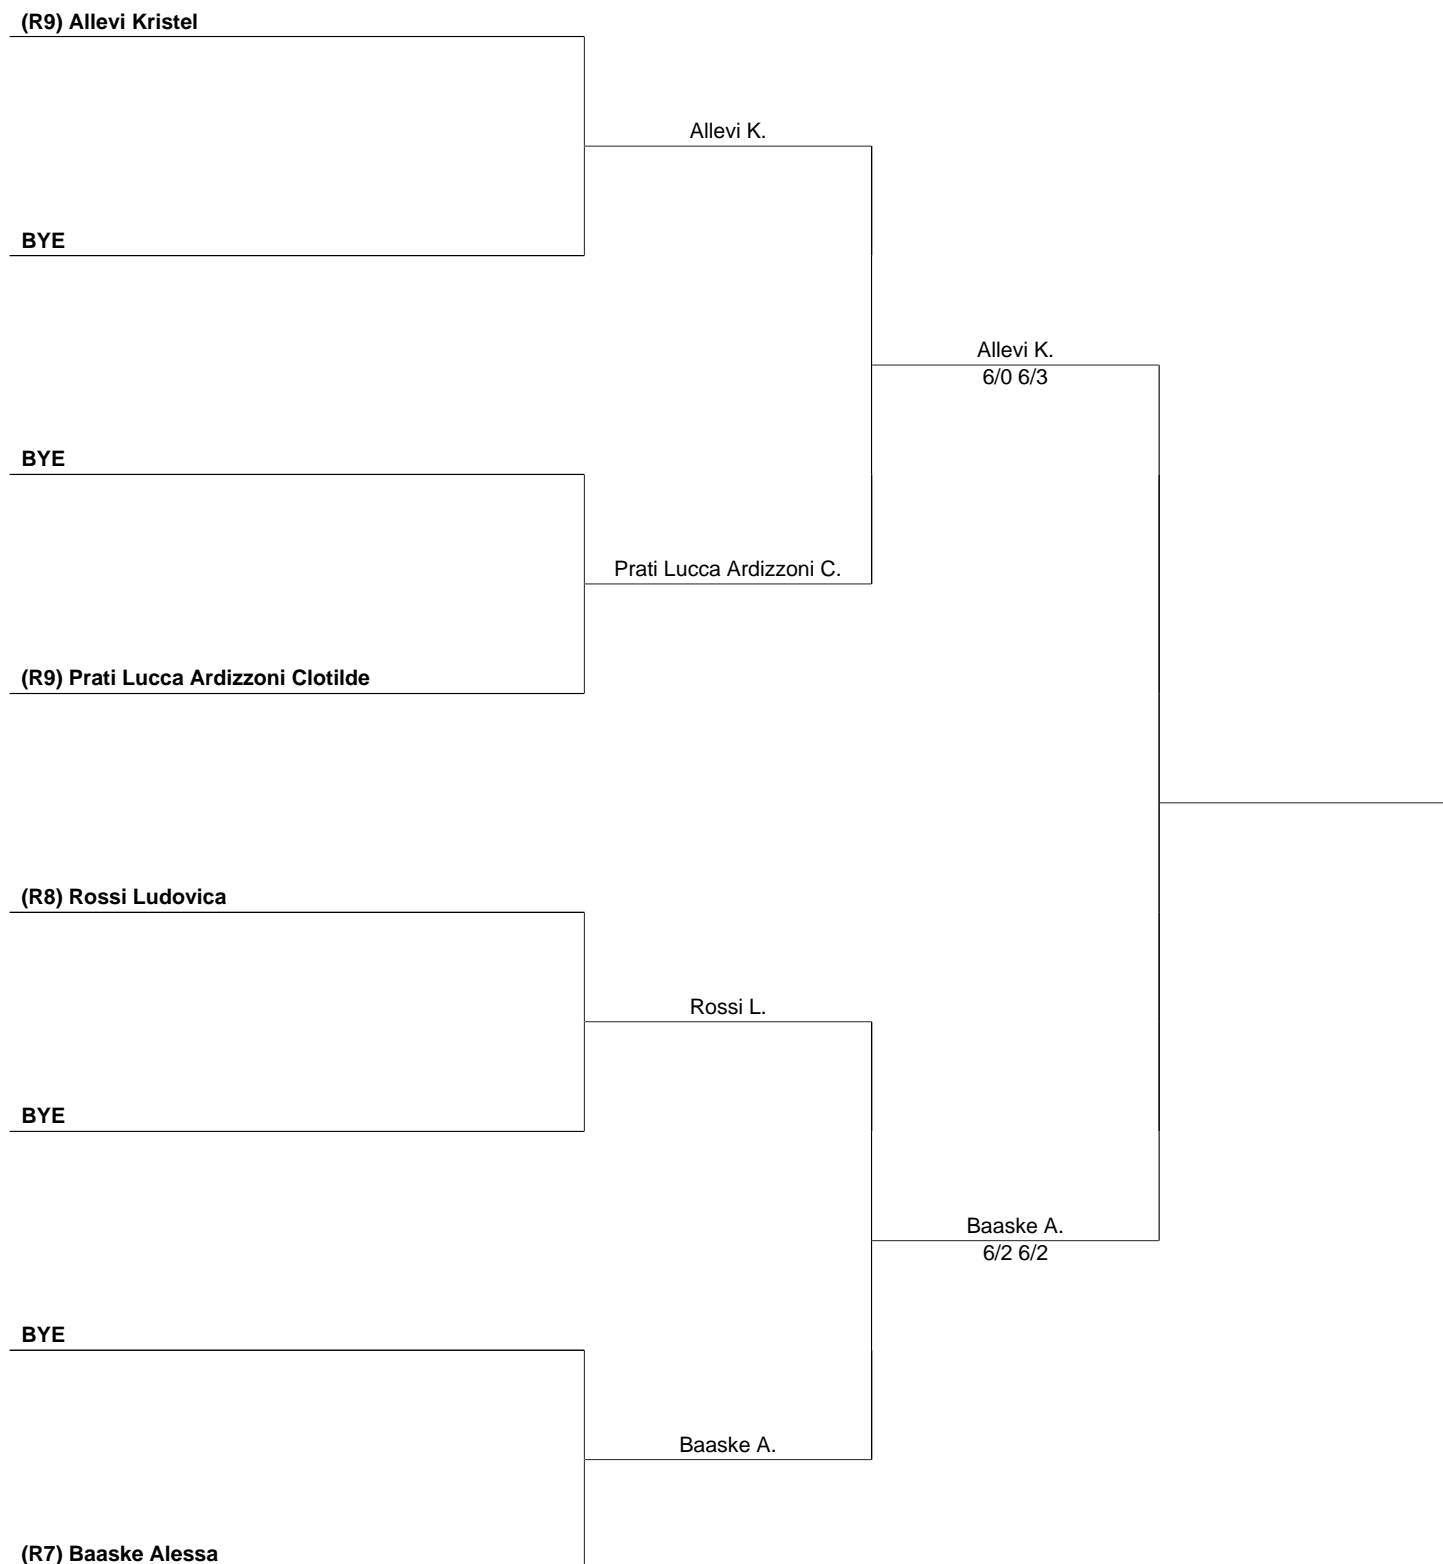 (R9) Allevi Kristel
Allevi K.
BYE
Allevi K.
6/0 6/3
BYE
Prati Lucca Ardizzoni C.
(R9) Prati Lucca Ardizzoni Clotilde
(R8) Rossi Ludovica
Rossi L.
BYE
Baaske A.
6/2 6/2
BYE
Baaske A.
(R7) Baaske Alessa